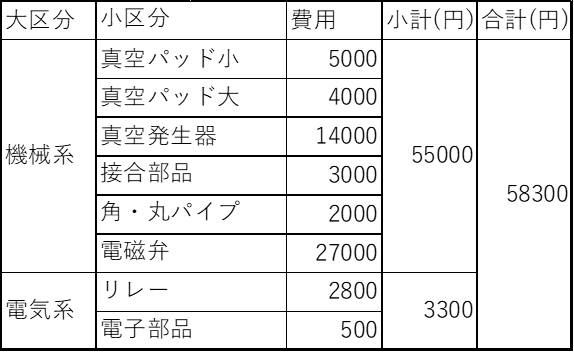 大区分 小区分 費用 小計(円) 合計(円)
機械系 真空パッド小 5000 55000 58300
真空パッド大 4000
真空発生器 14000
接合部品 3000
角・丸パイプ 2000
電磁弁 27000
電気系 リレー 2800 3300
電子部品 500